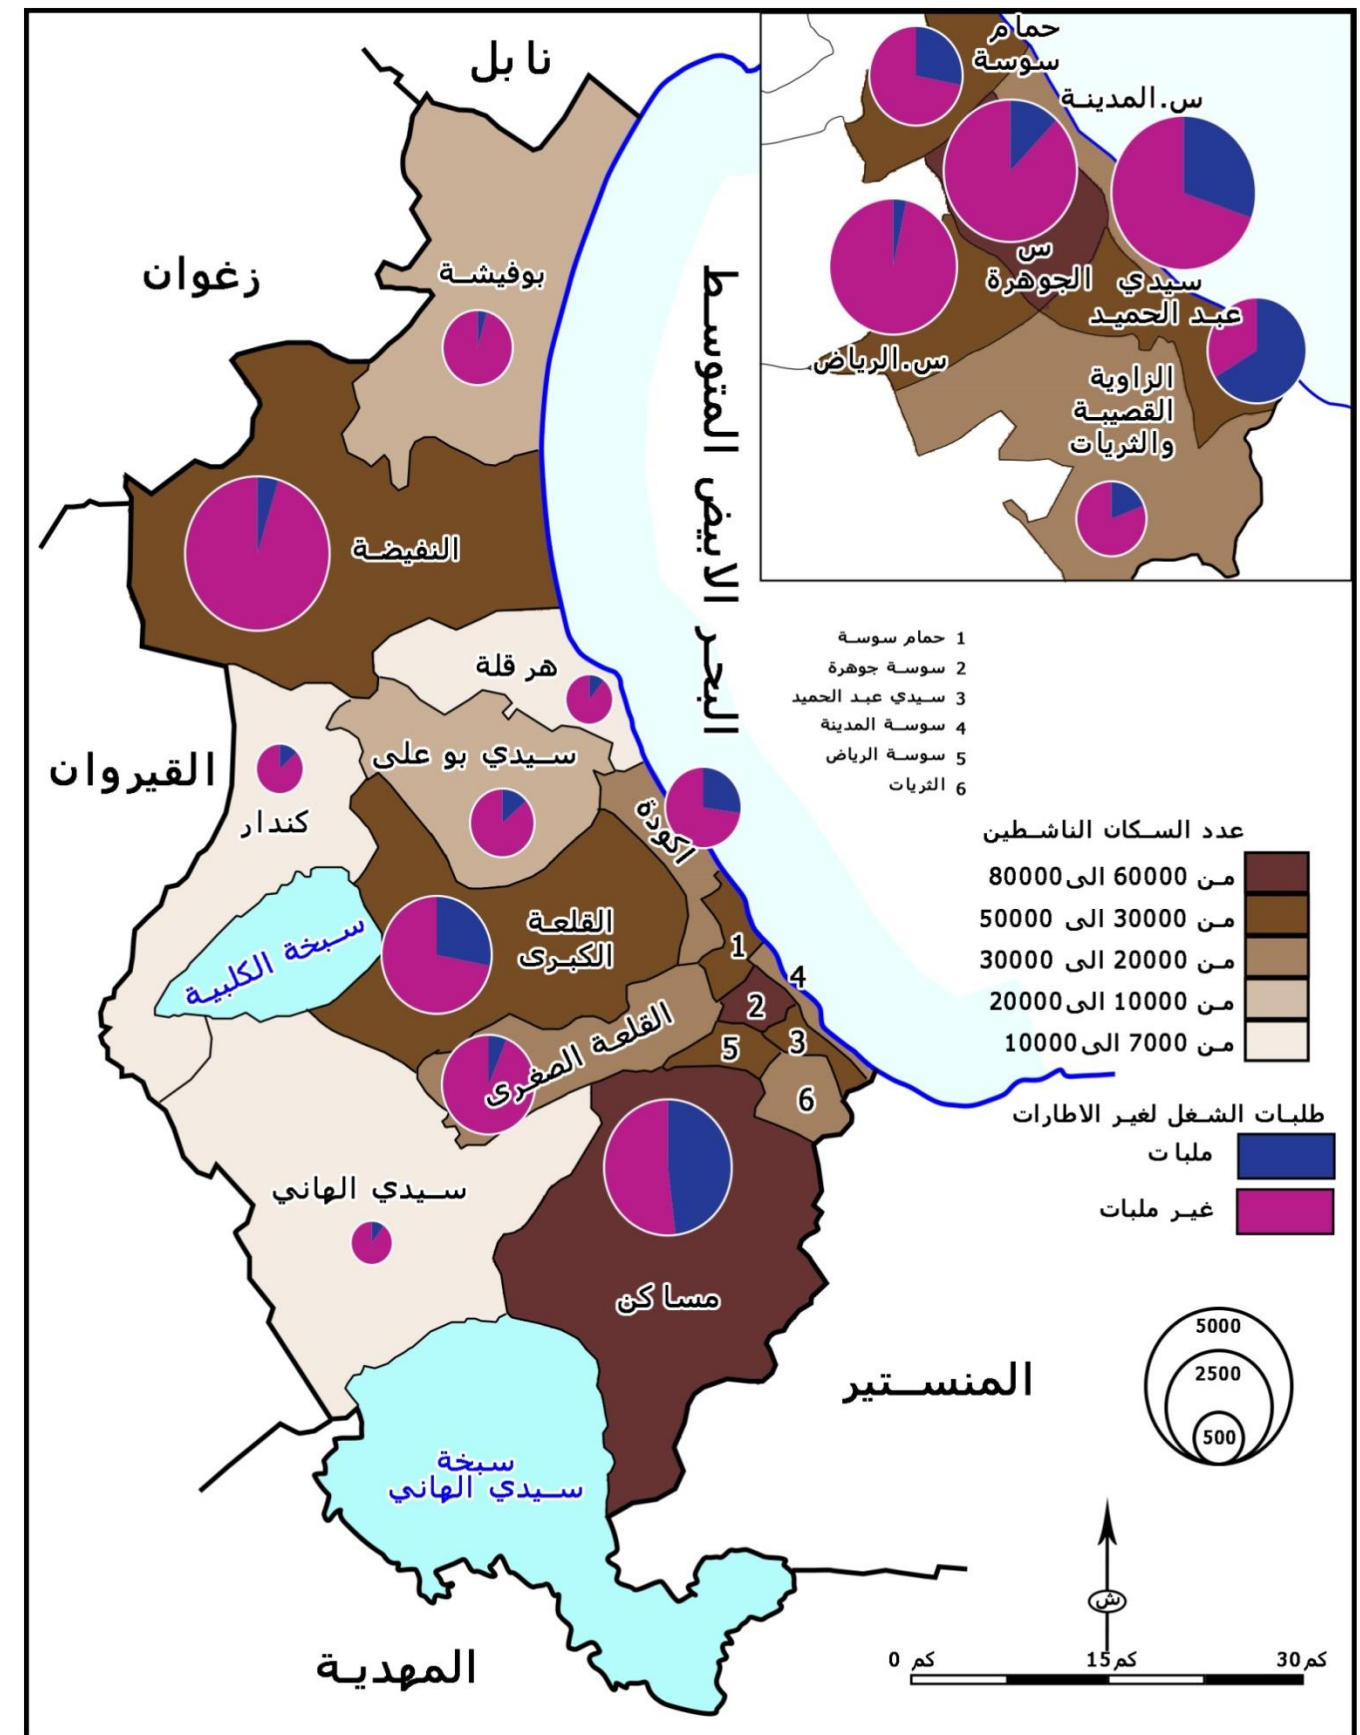 نابل
زغوان
القيروان
المنستير
المهدية
البحر الابيض المتوسط
بوفيشة
النفيضة
هرقلة
سيدي بو على
كندار
اكودة
سبخة الكلبية
القلعة
الكبرى
القلعة الصغرى
سيدي الهاني
مساكن
سبخة
سيدي الهاني
1
2
3
4
5
6
حمام
سوسة
س.المدينة
س
الجوهرة
سيدي
عبد الحميد
س.الرياض
الزاوية
القصيبة
والثريات
1 حمام سوسة
2 سوسة جوهرة
3 سيدي عبد الحميد
4 سوسة المدينة
5 سوسة الرياض
6 الثريات
عدد السكان الناشطين
من 60000 الى 80000
من 30000 الى 50000
من 20000 الى 30000
من 10000 الى 20000
من 7000 الى 10000
طلبات الشغل لغير الاطارات
ملبات
غير ملبات
5000
2500
500
ش
0 كم
15 كم
30 كم